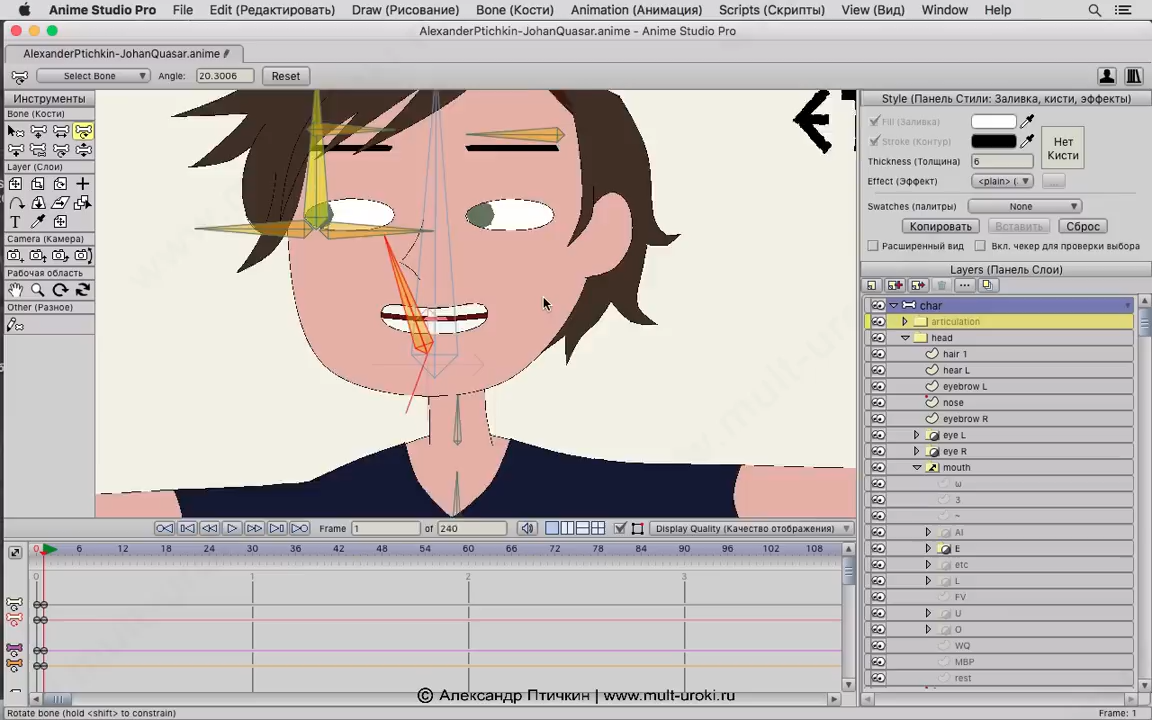 Anime Studio Pro File Edit (Редактировать) Draw (Рисование) Bone (Кости) Animation (Анимация) Scripts (Скрипты) View (Вид) Window Help
AlexanderPtichkin-JohanQuasar.anime - Anime Studio Pro
AlexanderPtichkin-JohanQuasar.anime
Select Bone Angle: 20.3006 Reset
Инструменты
Bone (Кости)
Layer (Слои)
Camera (Камера)
Рабочая область
Other (Разное)
Style (Панель Стили: Заливка, кисти, эффекты)
Fill (Заливка)
Stroke (Контур)
Нет Кисти
Thickness (Толщина) 6
Effect (Эффект) <plain> (
Swatches (палитры) None
Копировать Вставить Сброс
Расширенный вид Вкл. чекер для проверки выбора
Layers (Панель Слои)
char
articulation
head
hair 1
hear L
eyebrow L
nose
eyebrow R
eye L
eye R
mouth
ω
3
~
AI
E
etc
L
FV
U
O
WQ
MBP
rest
Frame 1 of 240 Display Quality (Качество отображения)
0 6 12 18 24 30 36 42 48 54 60 66 72 78 84 90 96 102 108
0 1 2 3
© Александр Птичкин | www.mult-uroki.ru
Rotate bone (hold <shift> to constrain) Frame: 1